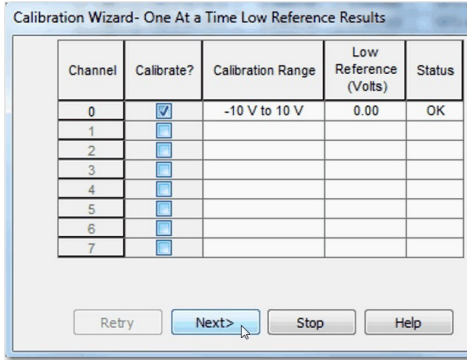 Calibration Wizard- One At a Time Low Reference Results
Channel Calibrate? Calibration Range Low Reference (Volts) Status
0 -10 V to 10 V 0.00 OK
1
2
3
4
5
6
7
Retry Next> Stop Help